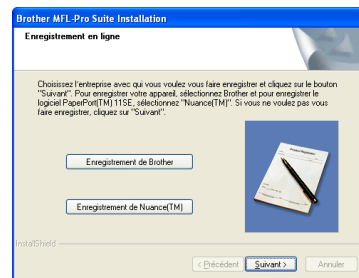 Brother MFL-Pro Suite Installation
Enregistrement en ligne
Choisissez l'entreprise avec qui vous voulez vous faire enregistrer et cliquez sur le bouton
"Suivant". Pour enregistrer votre appareil, sélectionnez Brother et pour enregistrer le
logiciel PaperPort(TM) 11SE, sélectionnez "Nuance(TM)". Si vous ne voulez pas vous
faire enregistrer, cliquez sur "Suivant".
Enregistrement de Brother
Enregistrement de Nuance(TM)
InstallShield
< Précédent
Suivant >
Annuler